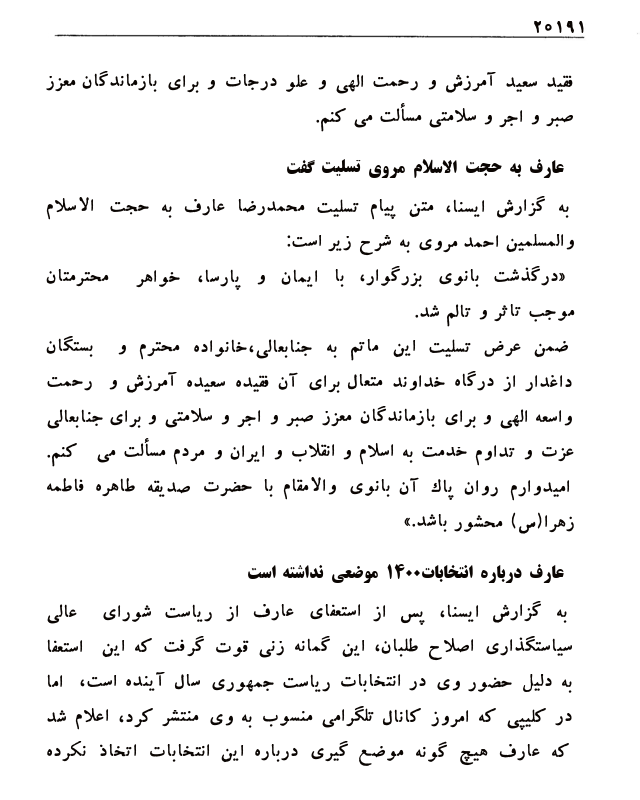 ۲۰۱۹۱
فقید سعید آمرزش و رحمت الهی و علو درجات و برای بازماندگان معزز
صبر و اجر و سلامتی مسألت می کنم.
عارف به حجت الاسلام مروی تسلیت گفت
به گزارش ایسنا، متن پیام تسلیت محمدرضا عارف به حجت الاسلام
والمسلمین احمد مروی به شرح زیر است:
«درگذشت بانوی بزرگوار، با ایمان و پارسا، خواهر محترمتان
موجب تاثر و تالم شد.
ضمن عرض تسلیت این ماتم به جنابعالی،خانواده محترم و بستگان
داغدار از درگاه خداوند متعال برای آن فقیده سعیده آمرزش و رحمت
واسعه الهی و برای بازماندگان معزز صبر و اجر و سلامتی و برای جنابعالی
عزت و تداوم خدمت به اسلام و انقلاب و ایران و مردم مسألت می کنم.
امیدوارم روان پاك آن بانوی والامقام با حضرت صدیقه طاهره فاطمه
زهرا(س) محشور باشد.»
عارف درباره انتخابات۱۴۰۰ موضعی نداشته است
به گزارش ایسنا، پس از استعفای عارف از ریاست شورای عالی
سیاستگذاری اصلاح طلبان، این گمانه زنی قوت گرفت که این استعفا
به دلیل حضور وی در انتخابات ریاست جمهوری سال آینده است، اما
در کلیپی که امروز کانال تلگرامی منسوب به وی منتشر کرد، اعلام شد
که عارف هیچ گونه موضع گیری درباره این انتخابات اتخاذ نکرده